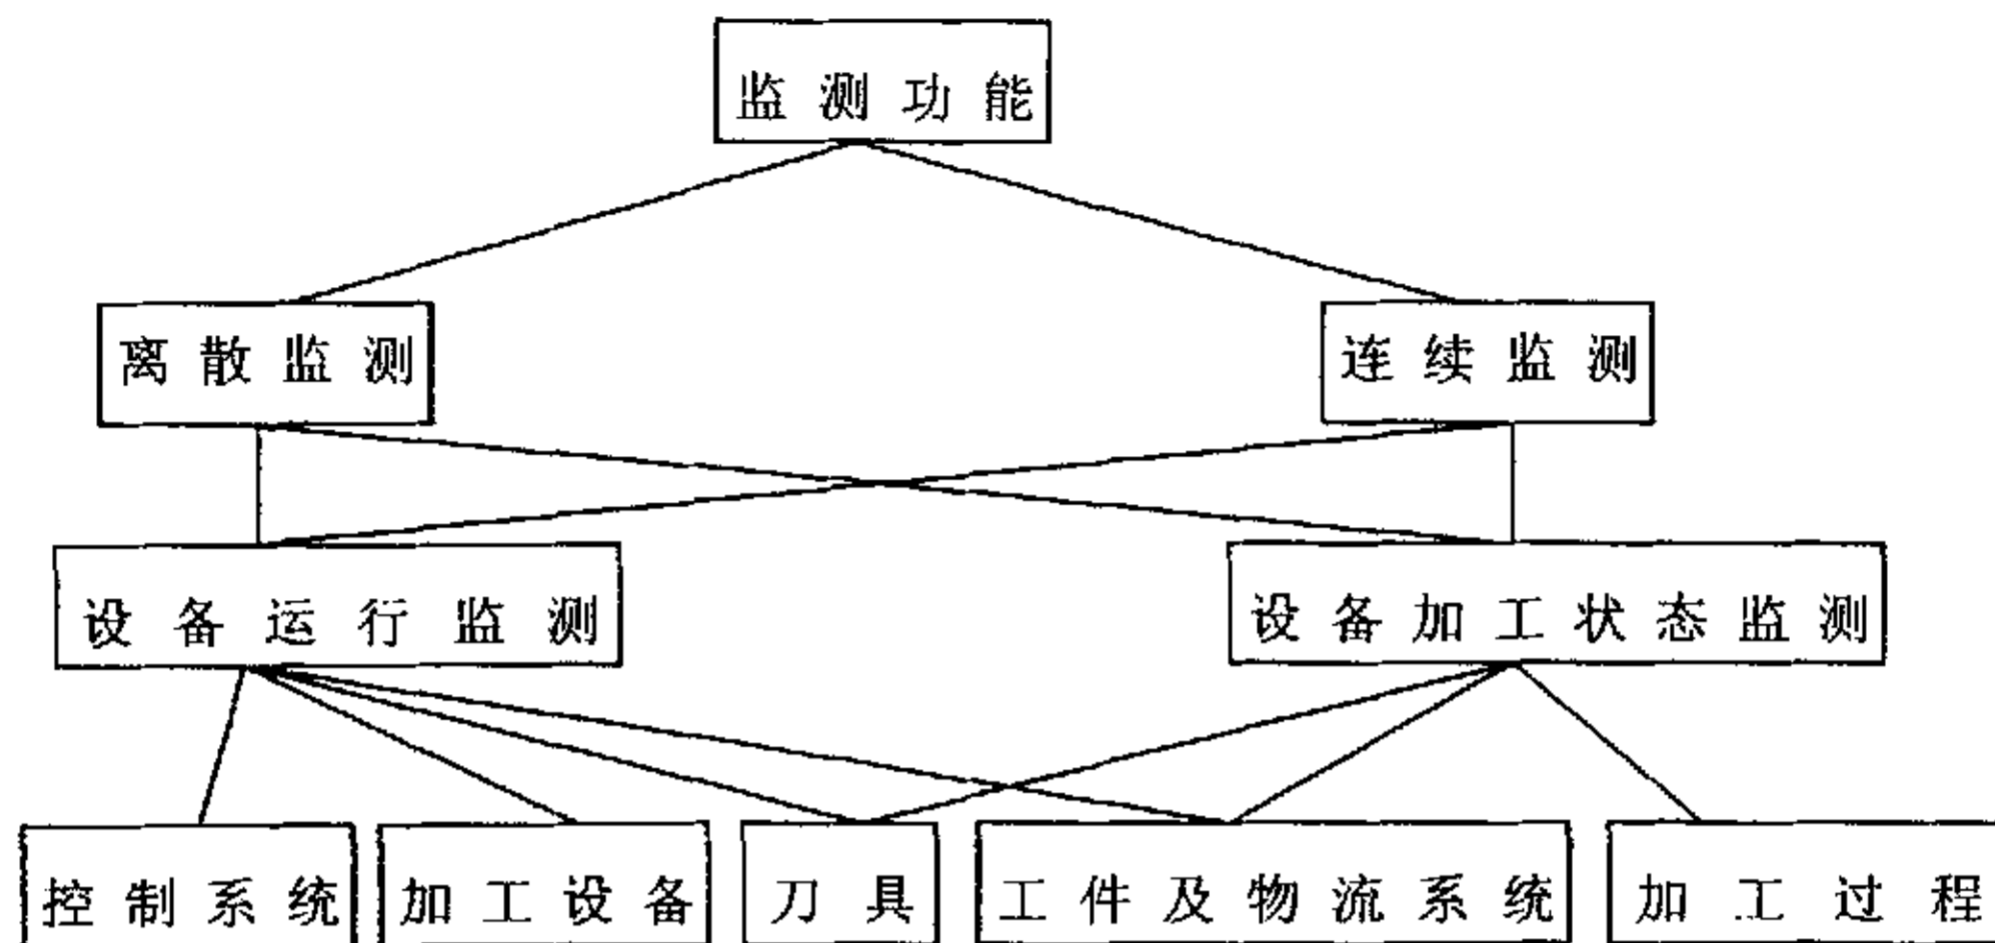 监测功能
离散监测
连续监测
设备运行监测
设备加工状态监测
控制系统
加工设备
刀具
工件及物流系统
加工过程